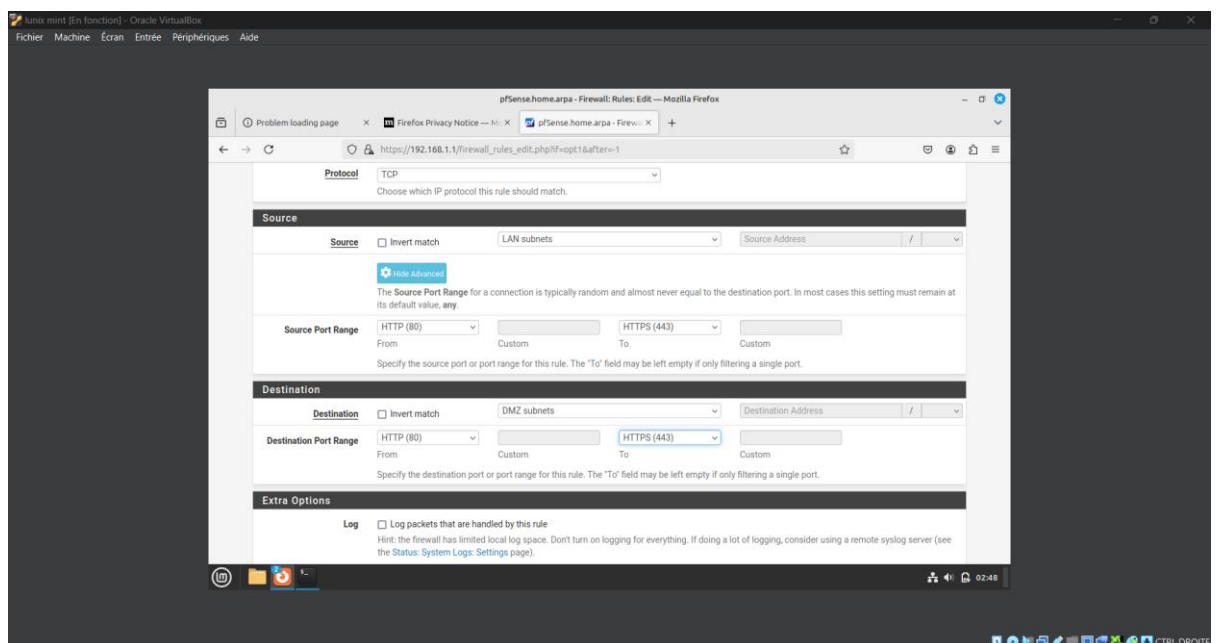 lunix mint [En fonction] - Oracle VirtualBox
Fichier Machine Écran Entrée Périphériques Aide
pfSense.home.arpa - Firewall: Rules: Edit — Mozilla Firefox
Problem loading page
Firefox Privacy Notice — Mo
pfSense.home.arpa - Firewa
https://192.168.1.1/firewall_rules_edit.php?if=opt1&after=-1
Protocol TCP
Choose which IP protocol this rule should match.
Source
Source Invert match LAN subnets Source Address /
Hide Advanced
The Source Port Range for a connection is typically random and almost never equal to the destination port. In most cases this setting must remain at
its default value, any.
Source Port Range HTTP (80) HTTPS (443)
From Custom To Custom
Specify the source port or port range for this rule. The "To" field may be left empty if only filtering a single port.
Destination
Destination Invert match DMZ subnets Destination Address /
Destination Port Range HTTP (80) HTTPS (443)
From Custom To Custom
Specify the destination port or port range for this rule. The "To" field may be left empty if only filtering a single port.
Extra Options
Log Log packets that are handled by this rule
Hint: the firewall has limited local log space. Don't turn on logging for everything. If doing a lot of logging, consider using a remote syslog server (see
the Status: System Logs: Settings page).
2
02:48
CTRL DROITE